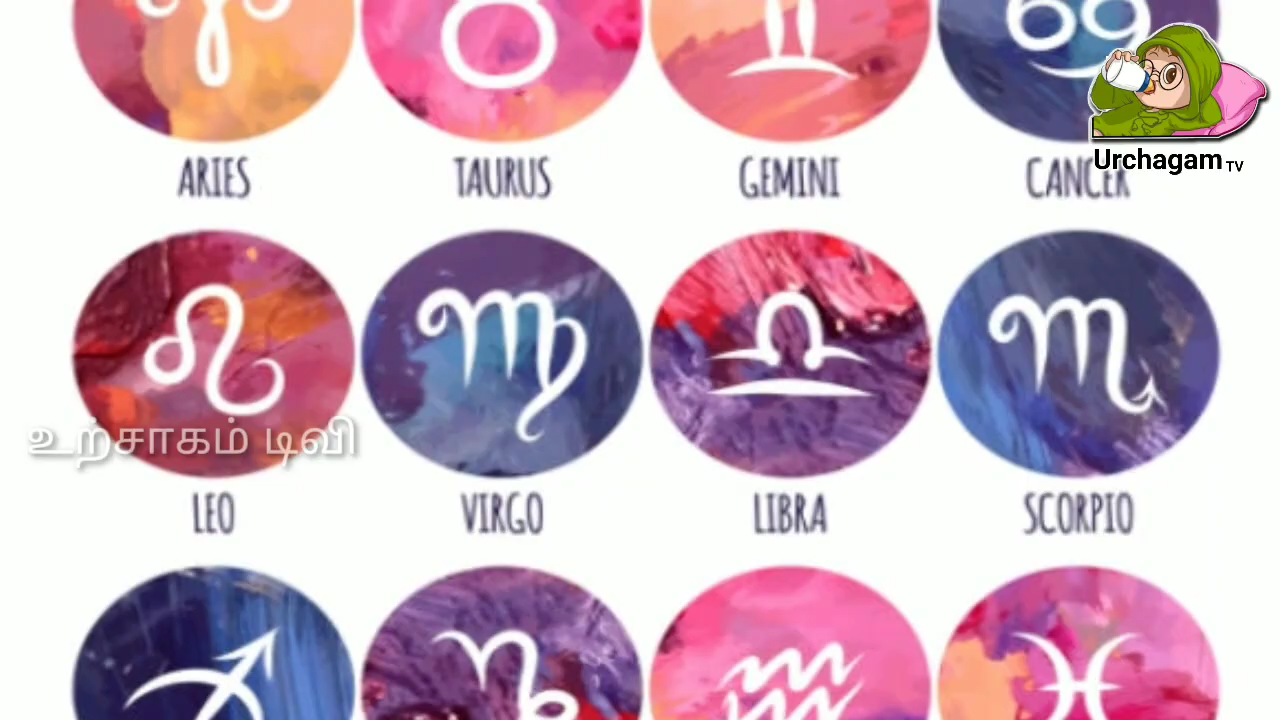 ARIES
TAURUS
GEMINI
CANCER
Urchagam TV
உற்சாகம் டிவி
LEO
VIRGO
LIBRA
SCORPIO